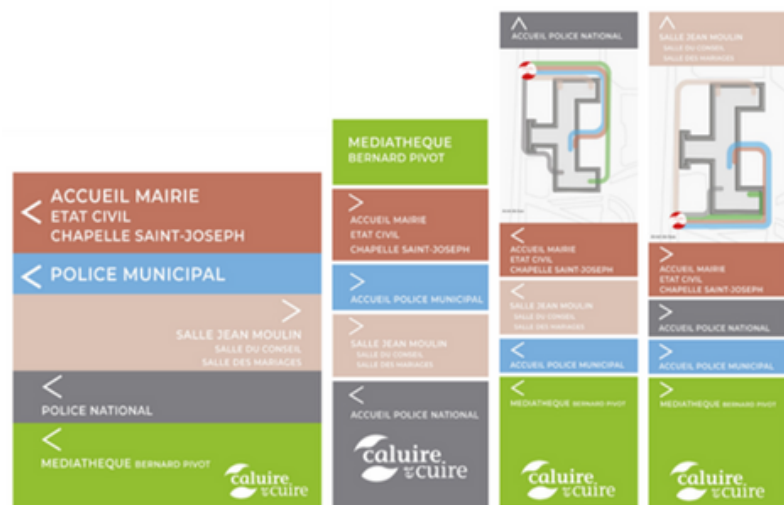 ACCUEIL MAIRIE
ETAT CIVIL
CHAPELLE SAINT-JOSEPH
POLICE MUNICIPAL
SALLE JEAN MOULIN
SALLE DU CONSEIL
SALLE DES MARIAGES
POLICE NATIONAL
MEDIATHEQUE BERNARD PIVOT
caluire
et
cuire
MEDIATHEQUE
BERNARD PIVOT
ACCUEIL MAIRIE
ETAT CIVIL
CHAPELLE SAINT-JOSEPH
ACCUEIL POLICE MUNICIPAL
SALLE JEAN MOULIN
SALLE DU CONSEIL
SALLE DES MARIAGES
ACCUEIL POLICE NATIONAL
caluire
et
cuire
ACCUEIL POLICE NATIONAL
ACCUEIL MAIRIE
ETAT CIVIL
CHAPELLE SAINT-JOSEPH
SALLE JEAN MOULIN
SALLE DU CONSEIL
SALLE DES MARIAGES
ACCUEIL POLICE MUNICIPAL
MEDIATHEQUE BERNARD PIVOT
caluire
et
cuire
SALLE JEAN MOULIN
SALLE DU CONSEIL
SALLE DES MARIAGES
ACCUEIL MAIRIE
ETAT CIVIL
CHAPELLE SAINT-JOSEPH
ACCUEIL POLICE NATIONAL
ACCUEIL POLICE MUNICIPAL
MEDIATHEQUE BERNARD PIVOT
caluire
et
cuire